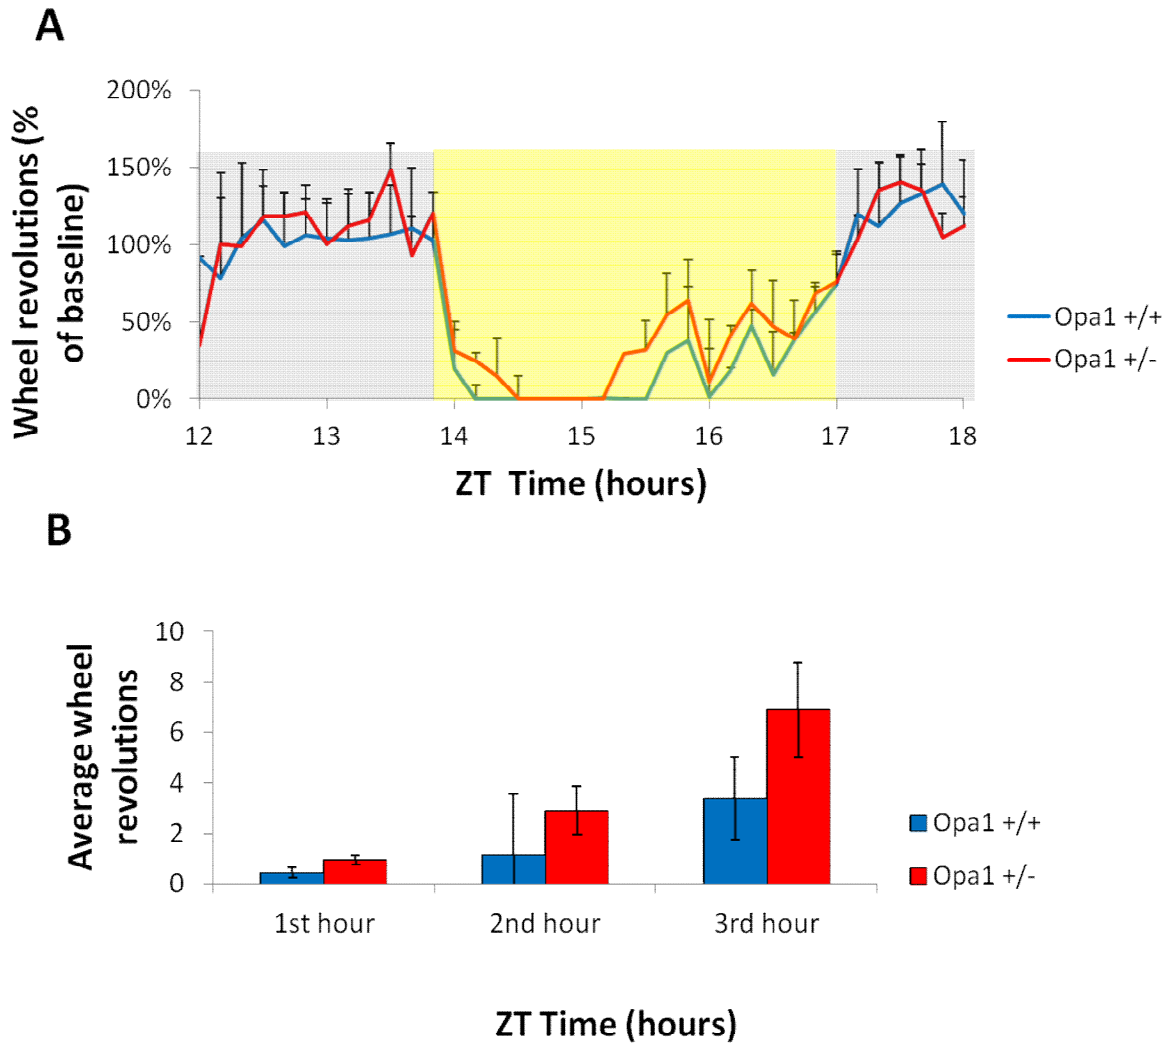 A
Wheel revolutions (%
of baseline)
200%
150%
100%
50%
0%
12 13 14 15 16 17 18
ZT Time (hours)
Opa1 +/+
Opa1 +/-
B
Average wheel
revolutions
10
8
6
4
2
0
1st hour 2nd hour 3rd hour
ZT Time (hours)
Opa1 +/+
Opa1 +/-